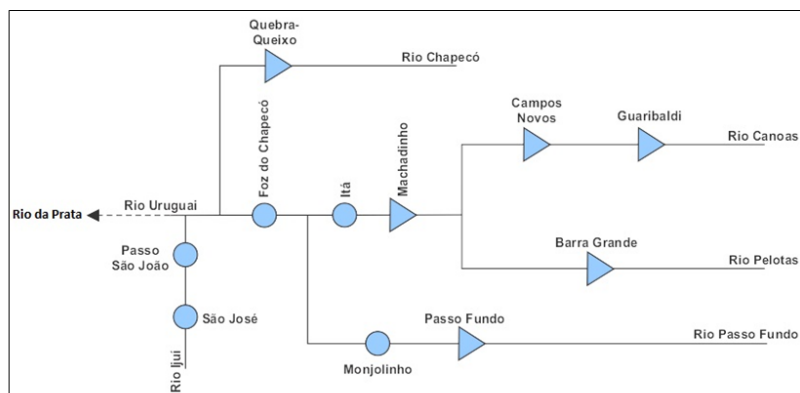 Quebra-
Queixo
Rio Chapecó
Campos
Novos
Guaribaldi
Rio Canoas
Foz do Chapecó
Itá
Machadinho
Rio da Prata
Rio Uruguai
Passo
São João
Barra Grande
Rio Pelotas
São José
Passo Fundo
Rio Passo Fundo
Monjolinho
Rio Ijuí